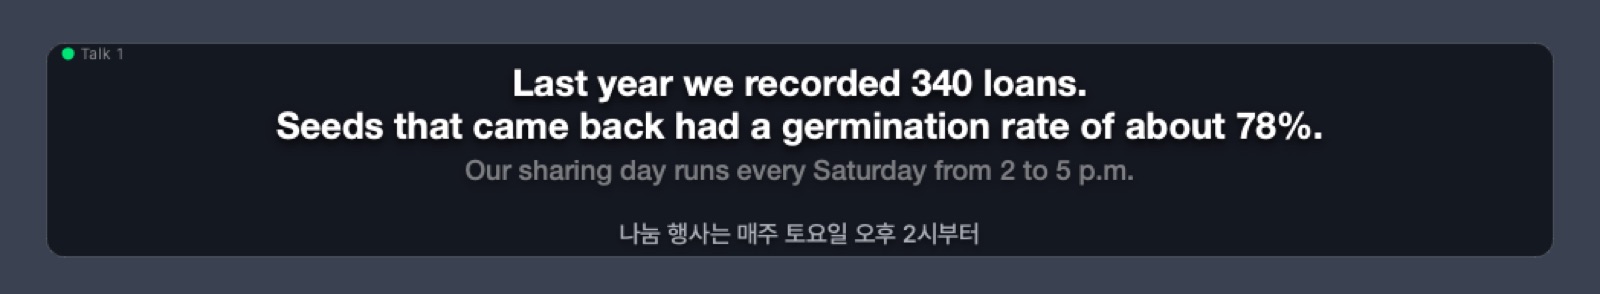 Talk 1
Last year we recorded 340 loans.
Seeds that came back had a germination rate of about 78%.
Our sharing day runs every Saturday from 2 to 5 p.m.
나눔 행사는 매주 토요일 오후 2시부터